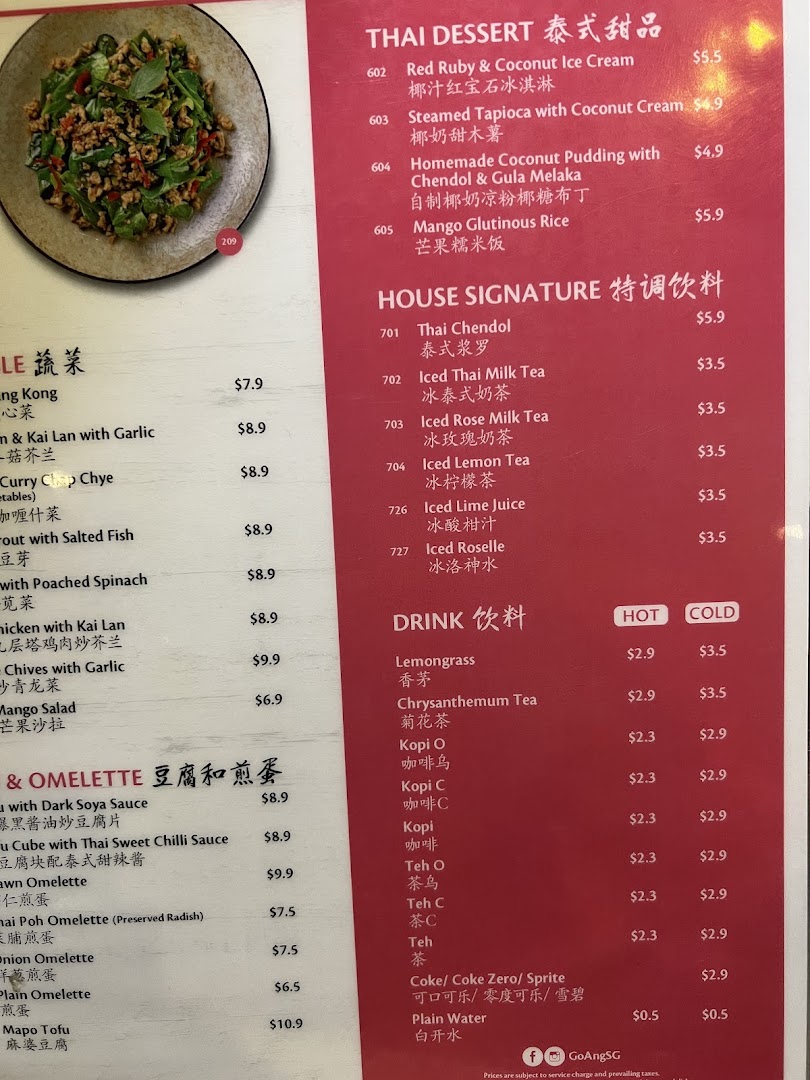 209
LE 蔬菜
ng Kong $7.9
心菜
m & Kai Lan with Garlic $8.9
菇芥兰
Curry Chap Chye $8.9
etables)
咖喱什菜
rout with Salted Fish $8.9
豆芽
with Poached Spinach $8.9
苋菜
hicken with Kai Lan $8.9
九层塔鸡肉炒芥兰
Chives with Garlic $9.9
炒青龙菜
Mango Salad $6.9
芒果沙拉
& OMELETTE 豆腐和煎蛋
u with Dark Soya Sauce $8.9
爆黑酱油炒豆腐片
fu Cube with Thai Sweet Chilli Sauce $8.9
豆腐块配泰式甜辣酱
awn Omelette $9.9
仁煎蛋
hai Poh Omelette (Preserved Radish) $7.5
菜脯煎蛋
Onion Omelette $7.5
洋葱煎蛋
Plain Omelette $6.5
煎蛋
Mapo Tofu $10.9
麻婆豆腐
THAI DESSERT 泰式甜品
602 Red Ruby & Coconut Ice Cream $5.5
椰汁红宝石冰淇淋
603 Steamed Tapioca with Coconut Cream $4.9
椰奶甜木薯
604 Homemade Coconut Pudding with $4.9
Chendol & Gula Melaka
自制椰奶凉粉椰糖布丁
605 Mango Glutinous Rice $5.9
芒果糯米饭
HOUSE SIGNATURE 特调饮料
701 Thai Chendol $5.9
泰式浆罗
702 Iced Thai Milk Tea $3.5
冰泰式奶茶
703 Iced Rose Milk Tea $3.5
冰玫瑰奶茶
704 Iced Lemon Tea $3.5
冰柠檬茶
726 Iced Lime Juice $3.5
冰酸柑汁
727 Iced Roselle $3.5
冰洛神水
DRINK 饮料 HOT COLD
Lemongrass $2.9 $3.5
香茅
Chrysanthemum Tea $2.9 $3.5
菊花茶
Kopi O $2.3 $2.9
咖啡乌
Kopi C $2.3 $2.9
咖啡C
Kopi $2.3 $2.9
咖啡
Teh O $2.3 $2.9
茶乌
Teh C $2.3 $2.9
茶C
Teh $2.3 $2.9
茶
Coke/ Coke Zero/ Sprite $2.9
可口可乐/ 零度可乐/ 雪碧
Plain Water $0.5 $0.5
白开水
GoAngSG
Prices are subject to service charge and prevailing taxes.